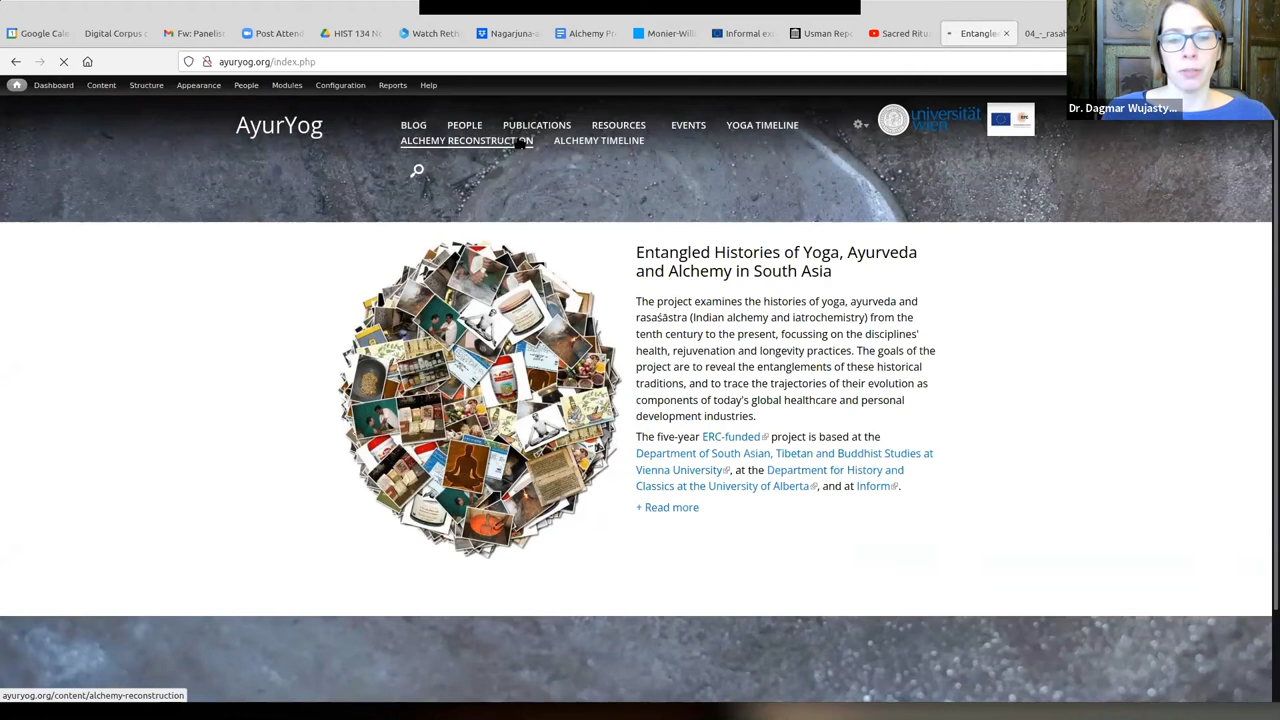 Google Cale
Digital Corpus o
Fw: Panelis
Post Attend
HIST 134 No
Watch Reth
Nagarjuna-
Alchemy Pr
Monier-Will
Informal ex
Usman Repo
Sacred Ritu
Entangle
04_-_rasah
ayuryog.org/index.php
Dashboard Content Structure Appearance People Modules Configuration Reports Help
Dr. Dagmar Wujasty...
AyurYog
BLOG PEOPLE PUBLICATIONS RESOURCES EVENTS YOGA TIMELINE
ALCHEMY RECONSTRUCTION ALCHEMY TIMELINE
universität
wien
Entangled Histories of Yoga, Ayurveda
and Alchemy in South Asia
The project examines the histories of yoga, ayurveda and
rasaśāstra (Indian alchemy and iatrochemistry) from the
tenth century to the present, focussing on the disciplines'
health, rejuvenation and longevity practices. The goals of the
project are to reveal the entanglements of these historical
traditions, and to trace the trajectories of their evolution as
components of today's global healthcare and personal
development industries.
The five-year ERC-funded project is based at the
Department of South Asian, Tibetan and Buddhist Studies at
Vienna University, at the Department for History and
Classics at the University of Alberta, and at Inform.
+ Read more
ayuryog.org/content/alchemy-reconstruction